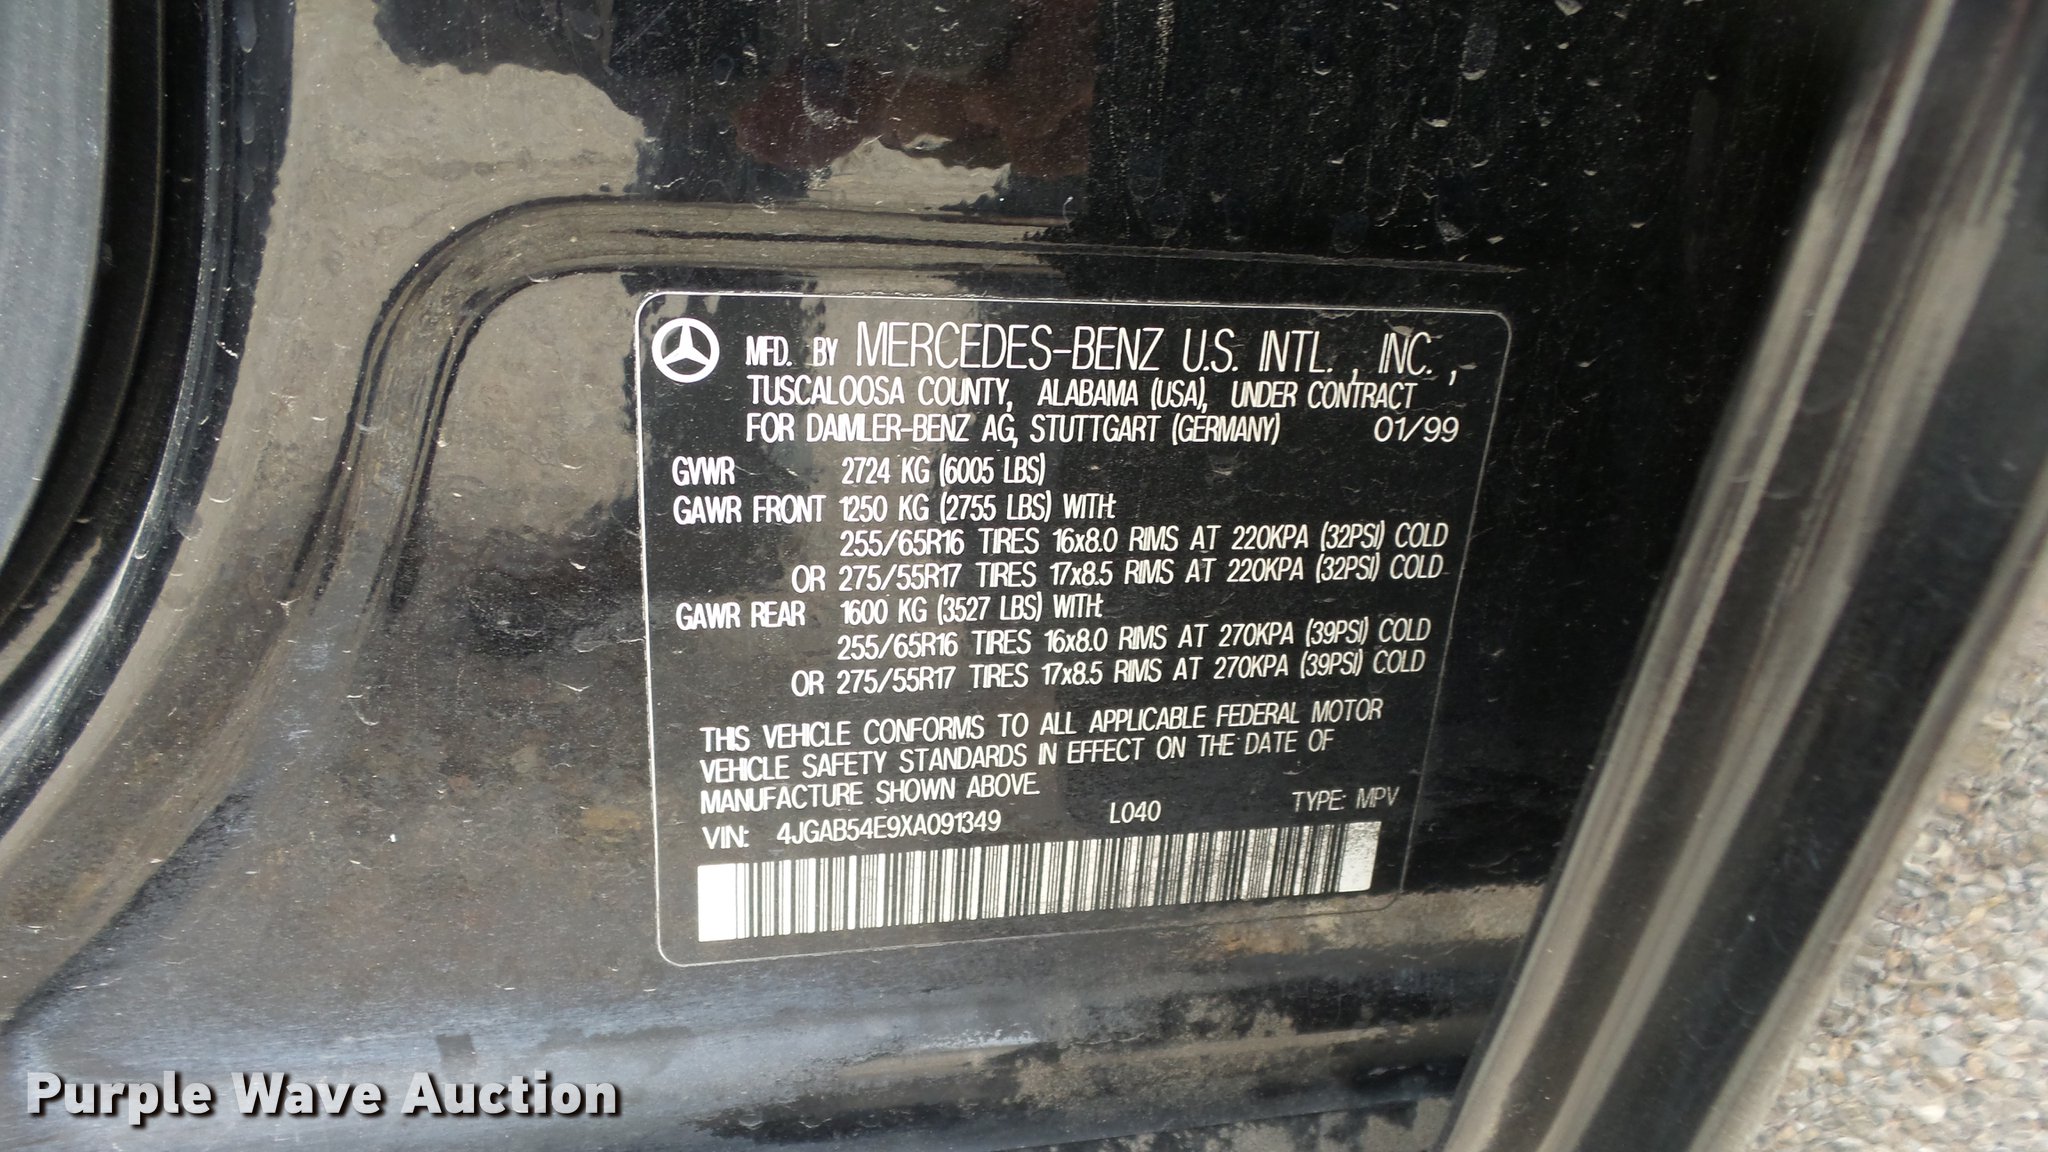 MFD. BY MERCEDES-BENZ U.S. INTL., INC.,
TUSCALOOSA COUNTY, ALABAMA (USA), UNDER CONTRACT
FOR DAIMLER-BENZ AG, STUTTGART (GERMANY) 01/99
GVWR 2724 KG (6005 LBS)
GAWR FRONT 1250 KG (2755 LBS) WITH:
255/65R16 TIRES 16x8.0 RIMS AT 220KPA (32PSI) COLD
OR 275/55R17 TIRES 17x8.5 RIMS AT 220KPA (32PSI) COLD
GAWR REAR 1600 KG (3527 LBS) WITH:
255/65R16 TIRES 16x8.0 RIMS AT 270KPA (39PSI) COLD
OR 275/55R17 TIRES 17x8.5 RIMS AT 270KPA (39PSI) COLD
THIS VEHICLE CONFORMS TO ALL APPLICABLE FEDERAL MOTOR
VEHICLE SAFETY STANDARDS IN EFFECT ON THE DATE OF
MANUFACTURE SHOWN ABOVE.
VIN: 4JGAB54E9XA091349 L040 TYPE: MPV
Purple Wave Auction